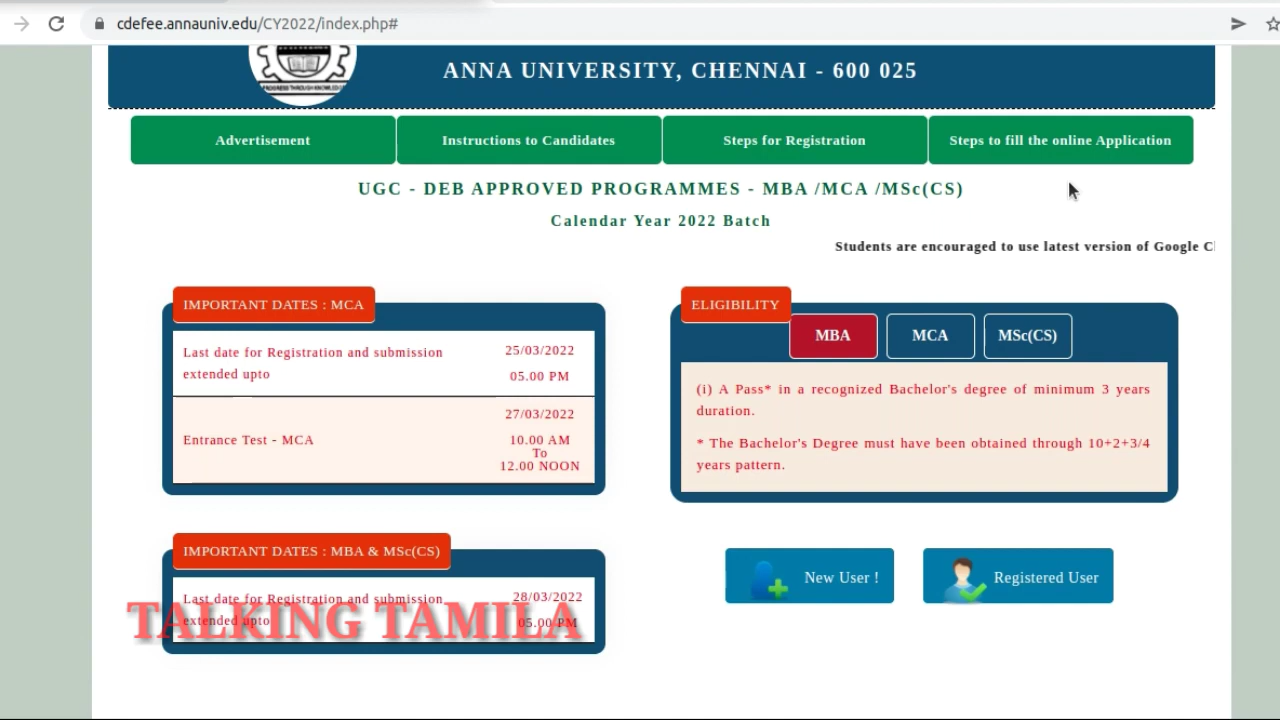 cdefee.annauniv.edu/CY2022/index.php#
PROGRESS THROUGH KNOWLEDGE
ANNA UNIVERSITY, CHENNAI - 600 025
Advertisement
Instructions to Candidates
Steps for Registration
Steps to fill the online Application
UGC - DEB APPROVED PROGRAMMES - MBA /MCA /MSc(CS)
Calendar Year 2022 Batch
Students are encouraged to use latest version of Google C
IMPORTANT DATES : MCA
Last date for Registration and submission
extended upto
25/03/2022
05.00 PM
Entrance Test - MCA
27/03/2022
10.00 AM
To
12.00 NOON
ELIGIBILITY
MBA
MCA
MSc(CS)
(i) A Pass* in a recognized Bachelor's degree of minimum 3 years
duration.
* The Bachelor's Degree must have been obtained through 10+2+3/4
years pattern.
IMPORTANT DATES : MBA & MSc(CS)
Last date for Registration and submission
extended upto
28/03/2022
05.00 PM
TALKING TAMILA
New User !
Registered User